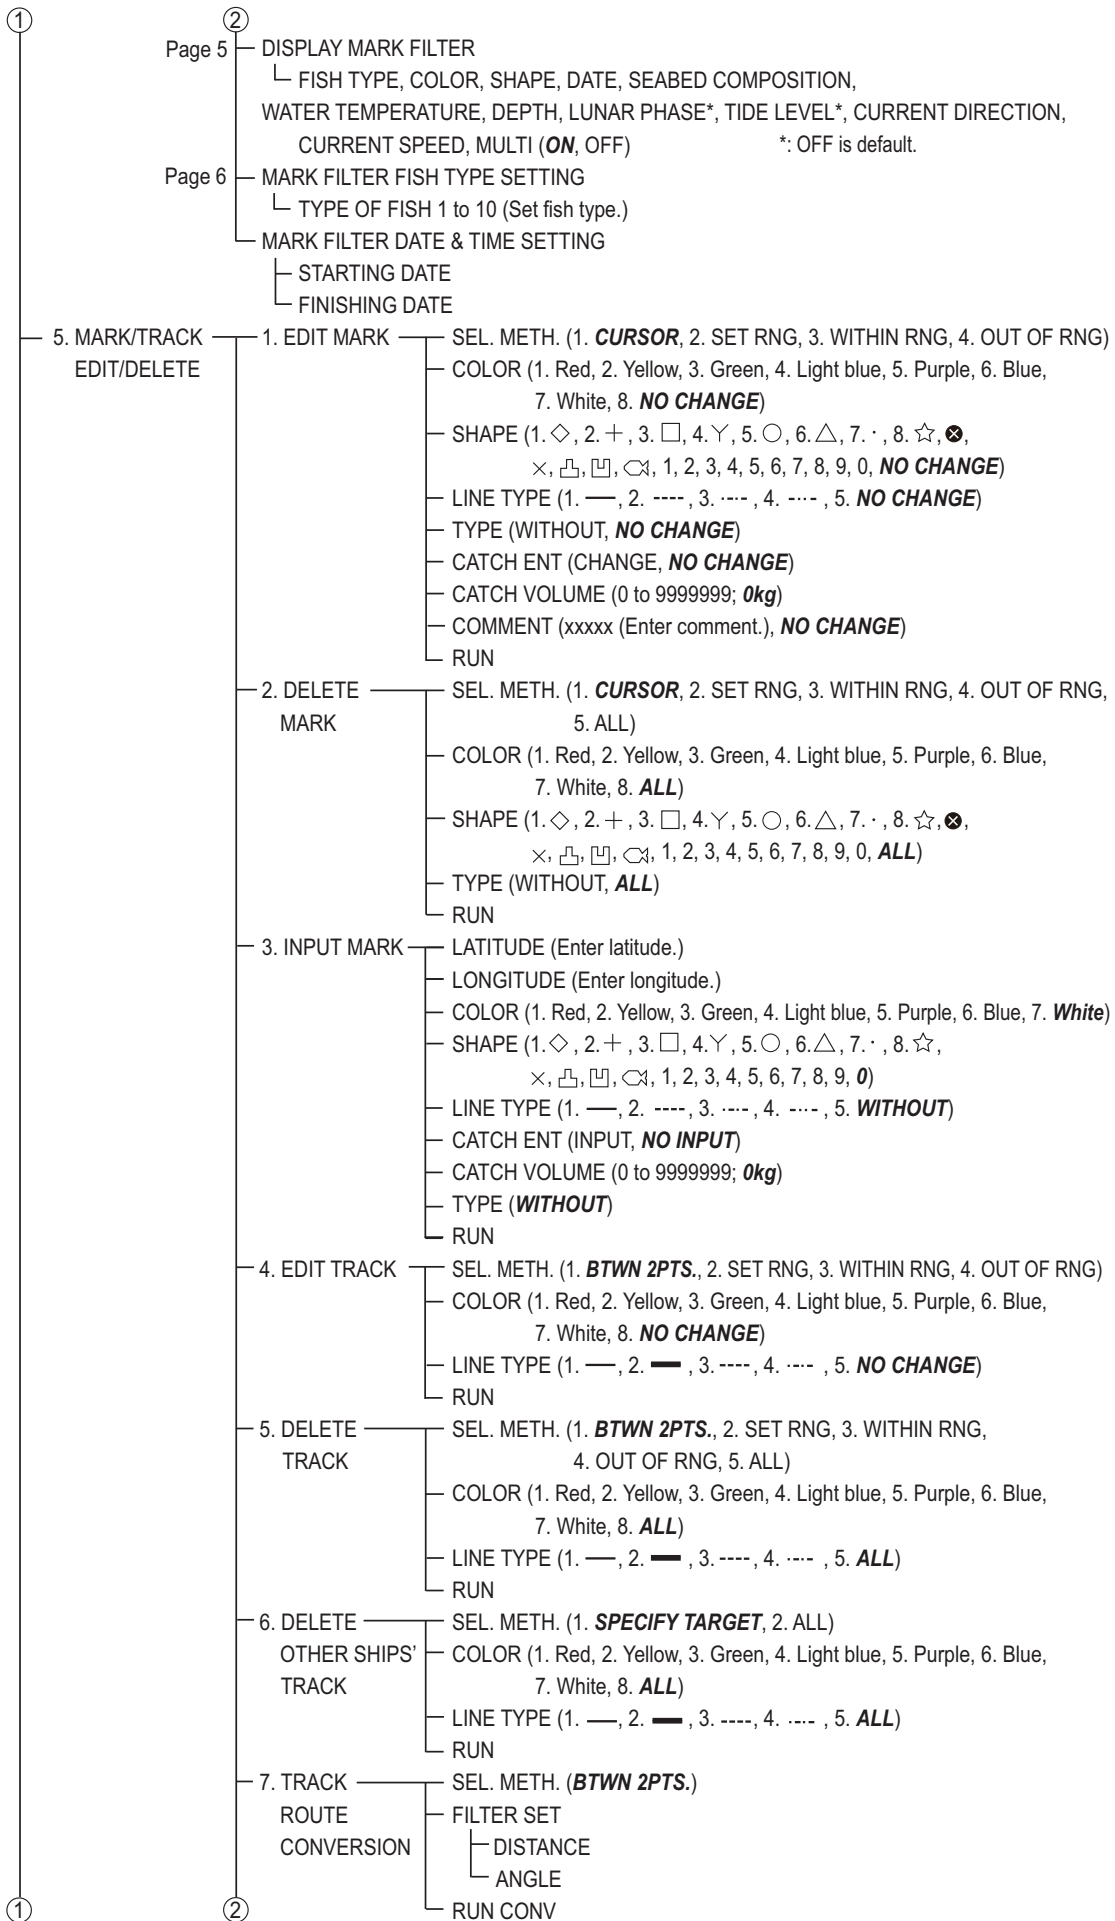 ① ②
Page 5 DISPLAY MARK FILTER
FISH TYPE, COLOR, SHAPE, DATE, SEABED COMPOSITION,
WATER TEMPERATURE, DEPTH, LUNAR PHASE*, TIDE LEVEL*, CURRENT DIRECTION,
CURRENT SPEED, MULTI (ON, OFF) *: OFF is default.
Page 6 MARK FILTER FISH TYPE SETTING
TYPE OF FISH 1 to 10 (Set fish type.)
MARK FILTER DATE & TIME SETTING
STARTING DATE
FINISHING DATE
5. MARK/TRACK 1. EDIT MARK SEL. METH. (1. CURSOR, 2. SET RNG, 3. WITHIN RNG, 4. OUT OF RNG)
EDIT/DELETE COLOR (1. Red, 2. Yellow, 3. Green, 4. Light blue, 5. Purple, 6. Blue,
7. White, 8. NO CHANGE)
SHAPE (1. ◇, 2. +, 3. □, 4. Y, 5. ○, 6. △, 7. ·, 8. ☆, ⊗,
×, 凸, 凹, 1, 2, 3, 4, 5, 6, 7, 8, 9, 0, NO CHANGE)
LINE TYPE (1. —, 2. ----, 3. -·-·-, 4. -···-, 5. NO CHANGE)
TYPE (WITHOUT, NO CHANGE)
CATCH ENT (CHANGE, NO CHANGE)
CATCH VOLUME (0 to 9999999; 0kg)
COMMENT (xxxxx (Enter comment.), NO CHANGE)
RUN
2. DELETE SEL. METH. (1. CURSOR, 2. SET RNG, 3. WITHIN RNG, 4. OUT OF RNG,
MARK 5. ALL)
COLOR (1. Red, 2. Yellow, 3. Green, 4. Light blue, 5. Purple, 6. Blue,
7. White, 8. ALL)
SHAPE (1. ◇, 2. +, 3. □, 4. Y, 5. ○, 6. △, 7. ·, 8. ☆, ⊗,
×, 凸, 凹, 1, 2, 3, 4, 5, 6, 7, 8, 9, 0, ALL)
TYPE (WITHOUT, ALL)
RUN
3. INPUT MARK LATITUDE (Enter latitude.)
LONGITUDE (Enter longitude.)
COLOR (1. Red, 2. Yellow, 3. Green, 4. Light blue, 5. Purple, 6. Blue, 7. White)
SHAPE (1. ◇, 2. +, 3. □, 4. Y, 5. ○, 6. △, 7. ·, 8. ☆,
×, 凸, 凹, 1, 2, 3, 4, 5, 6, 7, 8, 9, 0)
LINE TYPE (1. —, 2. ----, 3. -·-·-, 4. -···-, 5. WITHOUT)
CATCH ENT (INPUT, NO INPUT)
CATCH VOLUME (0 to 9999999; 0kg)
TYPE (WITHOUT)
RUN
4. EDIT TRACK SEL. METH. (1. BTWN 2PTS., 2. SET RNG, 3. WITHIN RNG, 4. OUT OF RNG)
COLOR (1. Red, 2. Yellow, 3. Green, 4. Light blue, 5. Purple, 6. Blue,
7. White, 8. NO CHANGE)
LINE TYPE (1. —, 2. ━, 3. ----, 4. -·-·-, 5. NO CHANGE)
RUN
5. DELETE SEL. METH. (1. BTWN 2PTS., 2. SET RNG, 3. WITHIN RNG,
TRACK 4. OUT OF RNG, 5. ALL)
COLOR (1. Red, 2. Yellow, 3. Green, 4. Light blue, 5. Purple, 6. Blue,
7. White, 8. ALL)
LINE TYPE (1. —, 2. ━, 3. ----, 4. -·-·-, 5. ALL)
RUN
6. DELETE SEL. METH. (1. SPECIFY TARGET, 2. ALL)
OTHER SHIPS' COLOR (1. Red, 2. Yellow, 3. Green, 4. Light blue, 5. Purple, 6. Blue,
TRACK 7. White, 8. ALL)
LINE TYPE (1. —, 2. ━, 3. ----, 4. -·-·-, 5. ALL)
RUN
7. TRACK SEL. METH. (BTWN 2PTS.)
ROUTE FILTER SET
CONVERSION DISTANCE
ANGLE
① ② RUN CONV